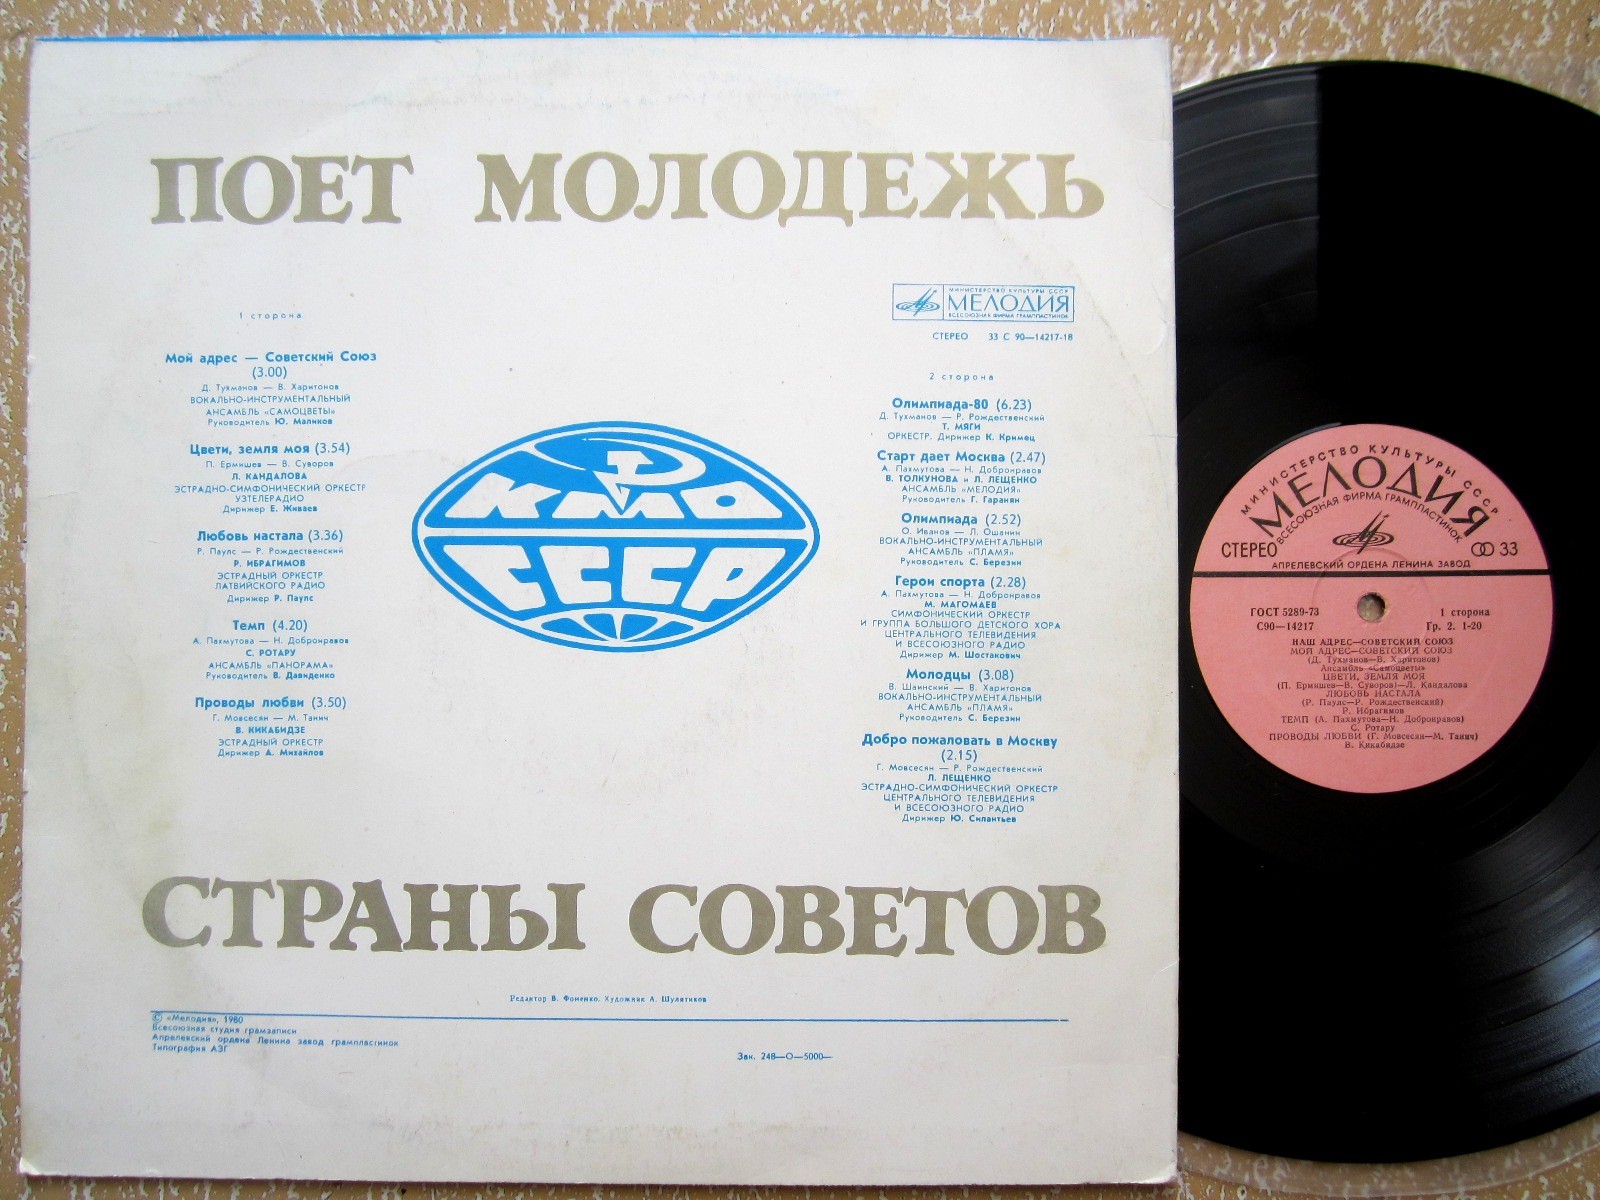 ПОЕТ МОЛОДЕЖЬ
1 сторона
Мой адрес — Советский Союз
(3.00)
Д. Тухманов — В. Харитонов
ВОКАЛЬНО-ИНСТРУМЕНТАЛЬНЫЙ
АНСАМБЛЬ «САМОЦВЕТЫ»
Руководитель Ю. Маликов
Цвети, земля моя (3.54)
П. Ермишев — В. Суворов
Л. КАНДАЛОВА
ЭСТРАДНО-СИМФОНИЧЕСКИЙ ОРКЕСТР
УЗТЕЛЕРАДИО
Дирижер Е. Живаев
Любовь настала (3.36)
Р. Паулс — Р. Рождественский
Р. ИБРАГИМОВ
ЭСТРАДНЫЙ ОРКЕСТР
ЛАТВИЙСКОГО РАДИО
Дирижер Р. Паулс
Темп (4.20)
А. Пахмутова — Н. Добронравов
С. РОТАРУ
АНСАМБЛЬ «ПАНОРАМА»
Руководитель В. Давиденко
Проводы любви (3.50)
Г. Мовсесян — М. Танич
В. КИКАБИДЗЕ
ЭСТРАДНЫЙ ОРКЕСТР
Дирижер А. Михайлов
КМО
СССР
МИНИСТЕРСТВО КУЛЬТУРЫ СССР
МЕЛОДИЯ
ВСЕСОЮЗНАЯ ФИРМА ГРАМПЛАСТИНОК
СТЕРЕО 33 С 90—14217-18
2 сторона
Олимпиада-80 (6.23)
Д. Тухманов — Р. Рождественский
Т. МЯГИ
ОРКЕСТР. Дирижер К. Кримец
Старт дает Москва (2.47)
А. Пахмутова — Н. Добронравов
В. ТОЛКУНОВА и Л. ЛЕЩЕНКО
АНСАМБЛЬ «МЕЛОДИЯ»
Руководитель Г. Гаранян
Олимпиада (2.52)
О. Иванов — Л. Ошанин
ВОКАЛЬНО-ИНСТРУМЕНТАЛЬНЫЙ
АНСАМБЛЬ «ПЛАМЯ»
Руководитель С. Березин
Герои спорта (2.28)
А. Пахмутова — Н. Добронравов
М. МАГОМАЕВ
СИМФОНИЧЕСКИЙ ОРКЕСТР
И ГРУППА БОЛЬШОГО ДЕТСКОГО ХОРА
ЦЕНТРАЛЬНОГО ТЕЛЕВИДЕНИЯ
И ВСЕСОЮЗНОГО РАДИО
Дирижер М. Шостакович
Молодцы (3.08)
В. Шаинский — В. Харитонов
ВОКАЛЬНО-ИНСТРУМЕНТАЛЬНЫЙ
АНСАМБЛЬ «ПЛАМЯ»
Руководитель С. Березин
Добро пожаловать в Москву
(2.15)
Г. Мовсесян — Р. Рождественский
Л. ЛЕЩЕНКО
ЭСТРАДНО-СИМФОНИЧЕСКИЙ ОРКЕСТР
ЦЕНТРАЛЬНОГО ТЕЛЕВИДЕНИЯ
И ВСЕСОЮЗНОГО РАДИО
Дирижер Ю. Силантьев
СТРАНЫ СОВЕТОВ
Редактор В. Фоменко. Художник А. Шулятиков
© «Мелодия», 1980
Всесоюзная студия грамзаписи
Апрелевский ордена Ленина завод грампластинок
Типография АЗГ
Зак. 248—О—5000—
МИНИСТЕРСТВО КУЛЬТУРЫ СССР
МЕЛОДИЯ
ВСЕСОЮЗНАЯ ФИРМА ГРАМПЛАСТИНОК
СТЕРЕО 33
АПРЕЛЕВСКИЙ ОРДЕНА ЛЕНИНА ЗАВОД
ГОСТ 5289-73 1 сторона
С90—14217 Гр. 2. 1-20
НАШ АДРЕС—СОВЕТСКИЙ СОЮЗ
МОЙ АДРЕС—СОВЕТСКИЙ СОЮЗ
(Д. Тухманов—В. Харитонов)
Ансамбль «Самоцветы»
ЦВЕТИ, ЗЕМЛЯ МОЯ
(П. Ермишев—В. Суворов)—Л. Кандалова
ЛЮБОВЬ НАСТАЛА
(Р. Паулс—Р. Рождественский)
Р. Ибрагимов
ТЕМП (А. Пахмутова—Н. Добронравов)
С. Ротару
ПРОВОДЫ ЛЮБВИ (Г. Мовсесян—М. Танич)
В. Кикабидзе